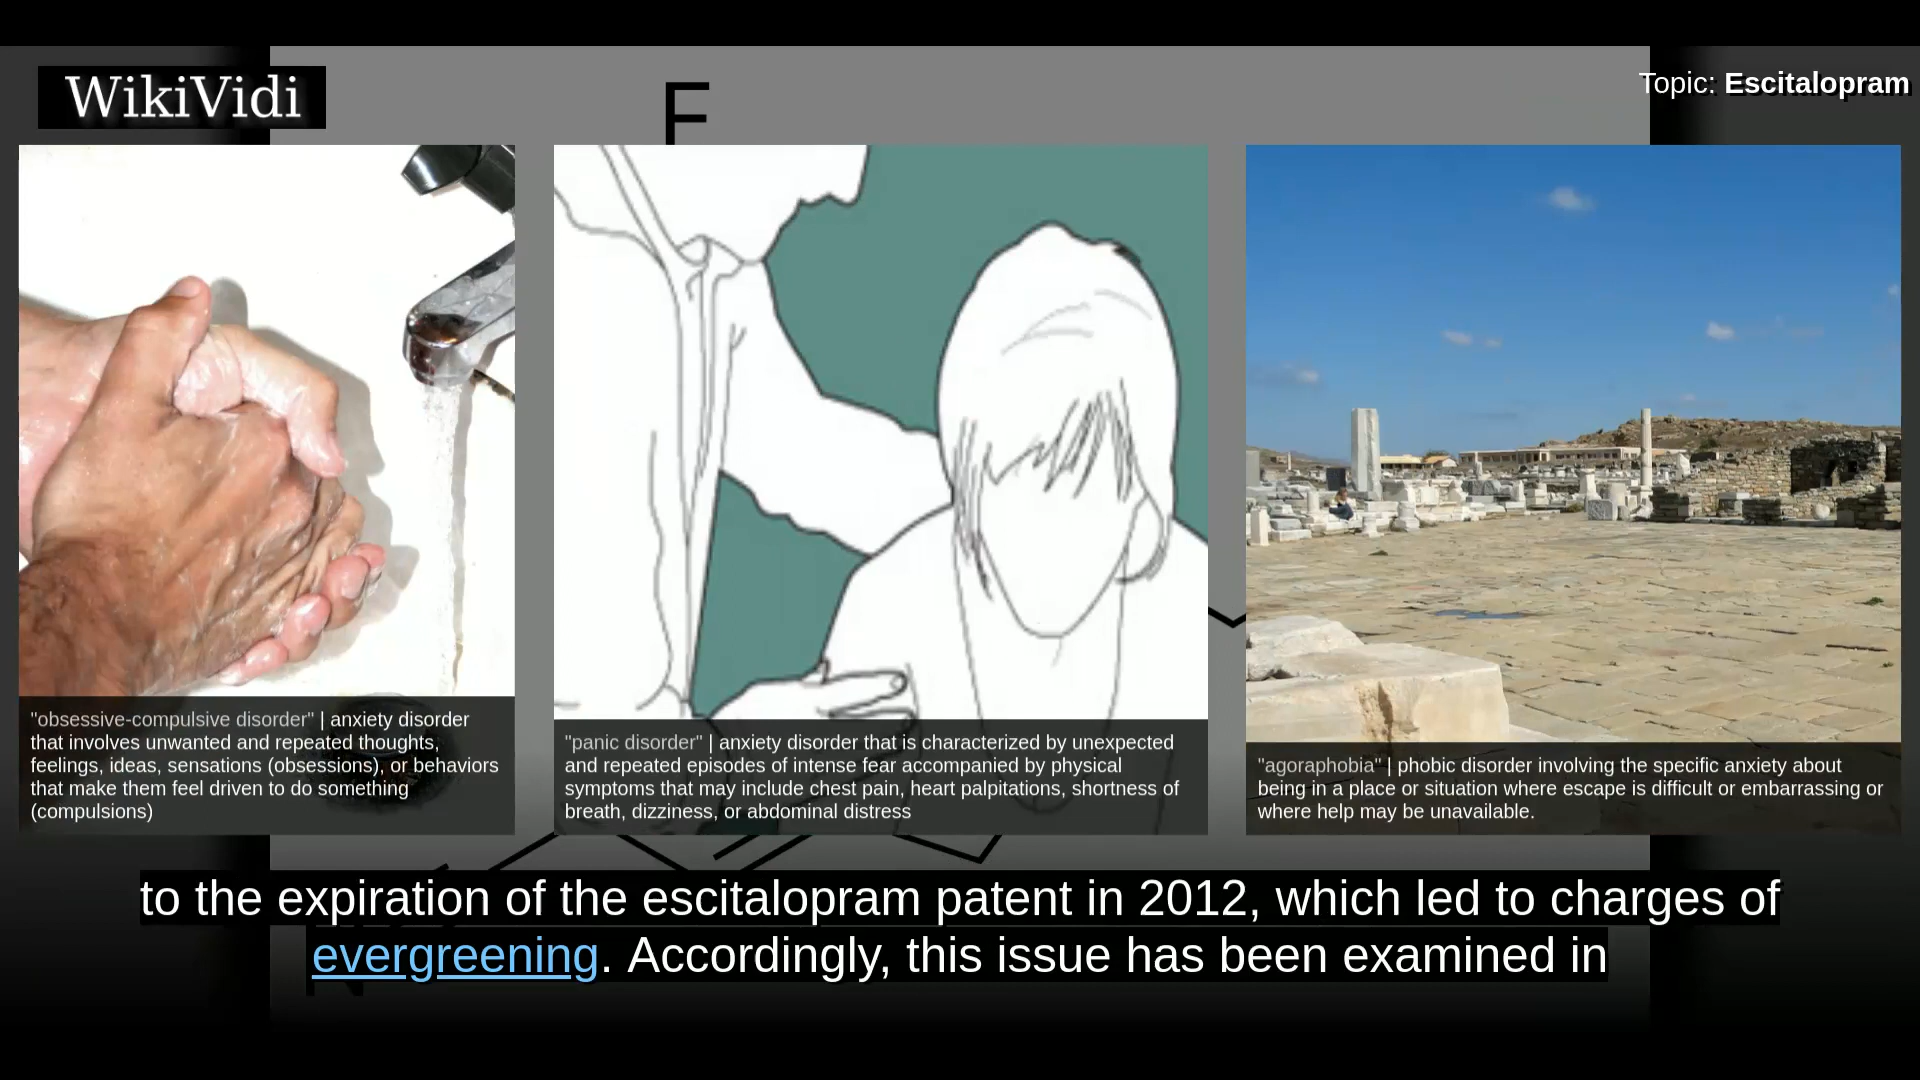 WikiVidi
Topic: Escitalopram
F
"obsessive-compulsive disorder" | anxiety disorder
that involves unwanted and repeated thoughts,
feelings, ideas, sensations (obsessions), or behaviors
that make them feel driven to do something
(compulsions)
"panic disorder" | anxiety disorder that is characterized by unexpected
and repeated episodes of intense fear accompanied by physical
symptoms that may include chest pain, heart palpitations, shortness of
breath, dizziness, or abdominal distress
"agoraphobia" | phobic disorder involving the specific anxiety about
being in a place or situation where escape is difficult or embarrassing or
where help may be unavailable.
to the expiration of the escitalopram patent in 2012, which led to charges of
evergreening. Accordingly, this issue has been examined in